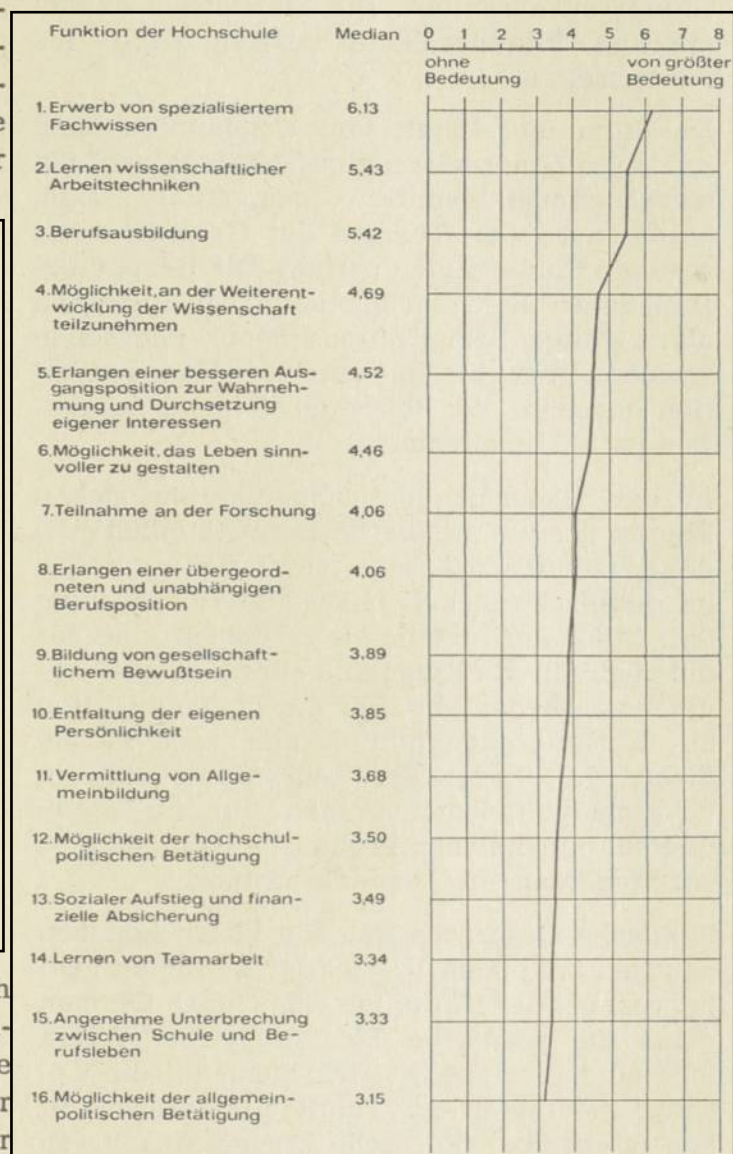 Funktion der Hochschule Median 0 1 2 3 4 5 6 7 8
ohne Bedeutung von größter Bedeutung
1. Erwerb von spezialisiertem 6.13
Fachwissen
2. Lernen wissenschaftlicher 5,43
Arbeitstechniken
3. Berufsausbildung 5,42
4. Möglichkeit, an der Weiterent- 4,69
wicklung der Wissenschaft
teilzunehmen
5. Erlangen einer besseren Aus- 4,52
gangsposition zur Wahrneh-
mung und Durchsetzung
eigener Interessen
6. Möglichkeit, das Leben sinn- 4,46
voller zu gestalten
7. Teilnahme an der Forschung 4,06
8. Erlangen einer übergeord- 4,06
neten und unabhängigen
Berufsposition
9. Bildung von gesellschaft- 3,89
lichem Bewußtsein
10. Entfaltung der eigenen 3.85
Persönlichkeit
11. Vermittlung von Allge- 3,68
meinbildung
12. Möglichkeit der hochschul- 3,50
politischen Betätigung
13. Sozialer Aufstieg und finan- 3,49
zielle Absicherung
14. Lernen von Teamarbeit 3,34
15. Angenehme Unterbrechung 3,33
zwischen Schule und Be-
rufsleben
16. Möglichkeit der allgemein- 3,15
politischen Betätigung